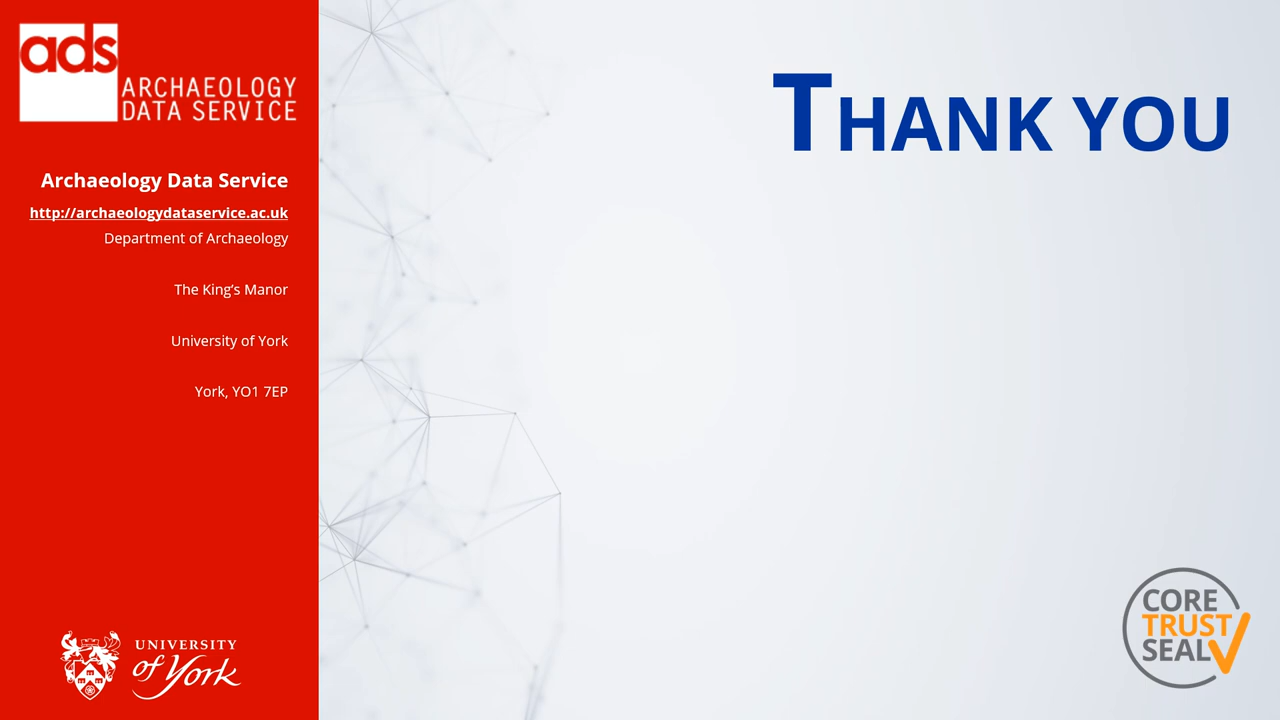 ads
ARCHAEOLOGY
DATA SERVICE
Archaeology Data Service
http://archaeologydataservice.ac.uk
Department of Archaeology
The King's Manor
University of York
York, YO1 7EP
UNIVERSITY
of York
THANK YOU
CORE
TRUST
SEAL